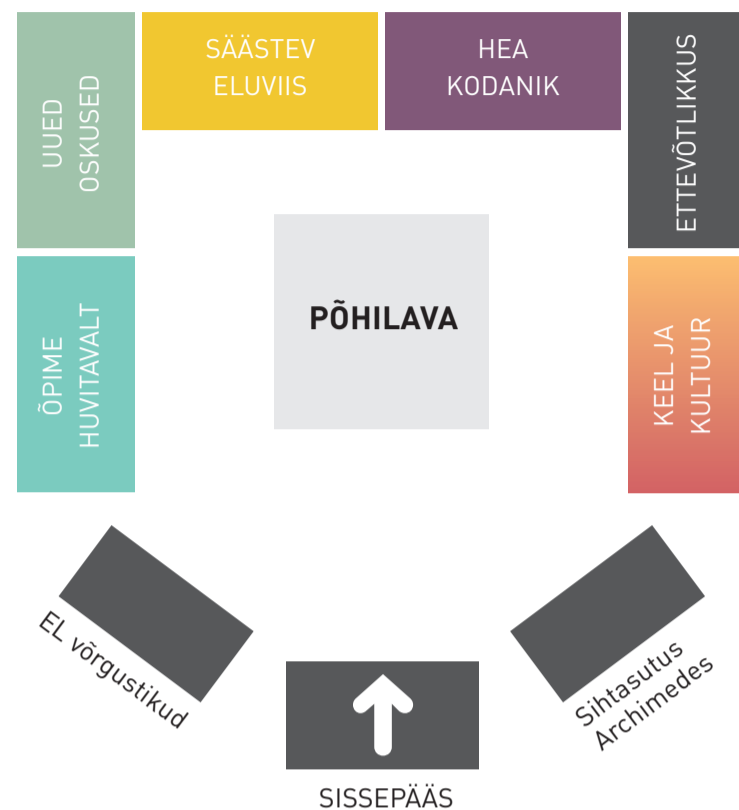 UUED
OSKUSED
SÄÄSTEV
ELUVIIS
HEA
KODANIK
ETTEVÕTLIKKUS
PÕHILAVA
ÕPIME
HUVITAVALT
KEEL JA
KULTUUR
EL võrgustikud
Sihtasutus
Archimedes
SISSEPÄÄS